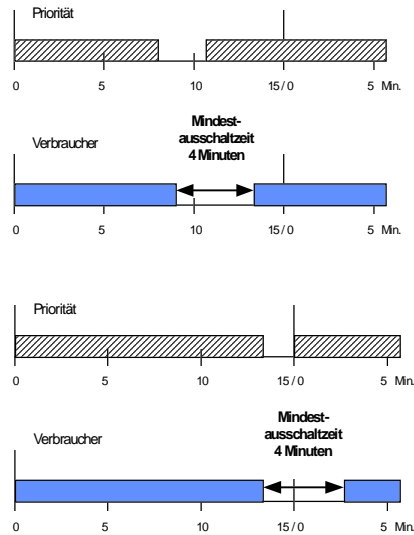 Priorität
0 5 10 15 / 0 5 Min.
Mindest-
ausschaltzeit
4 Minuten
Verbraucher
0 5 10 15 / 0 5 Min.
Priorität
0 5 10 15 / 0 5 Min.
Mindest-
ausschaltzeit
4 Minuten
Verbraucher
0 5 10 15 / 0 5 Min.